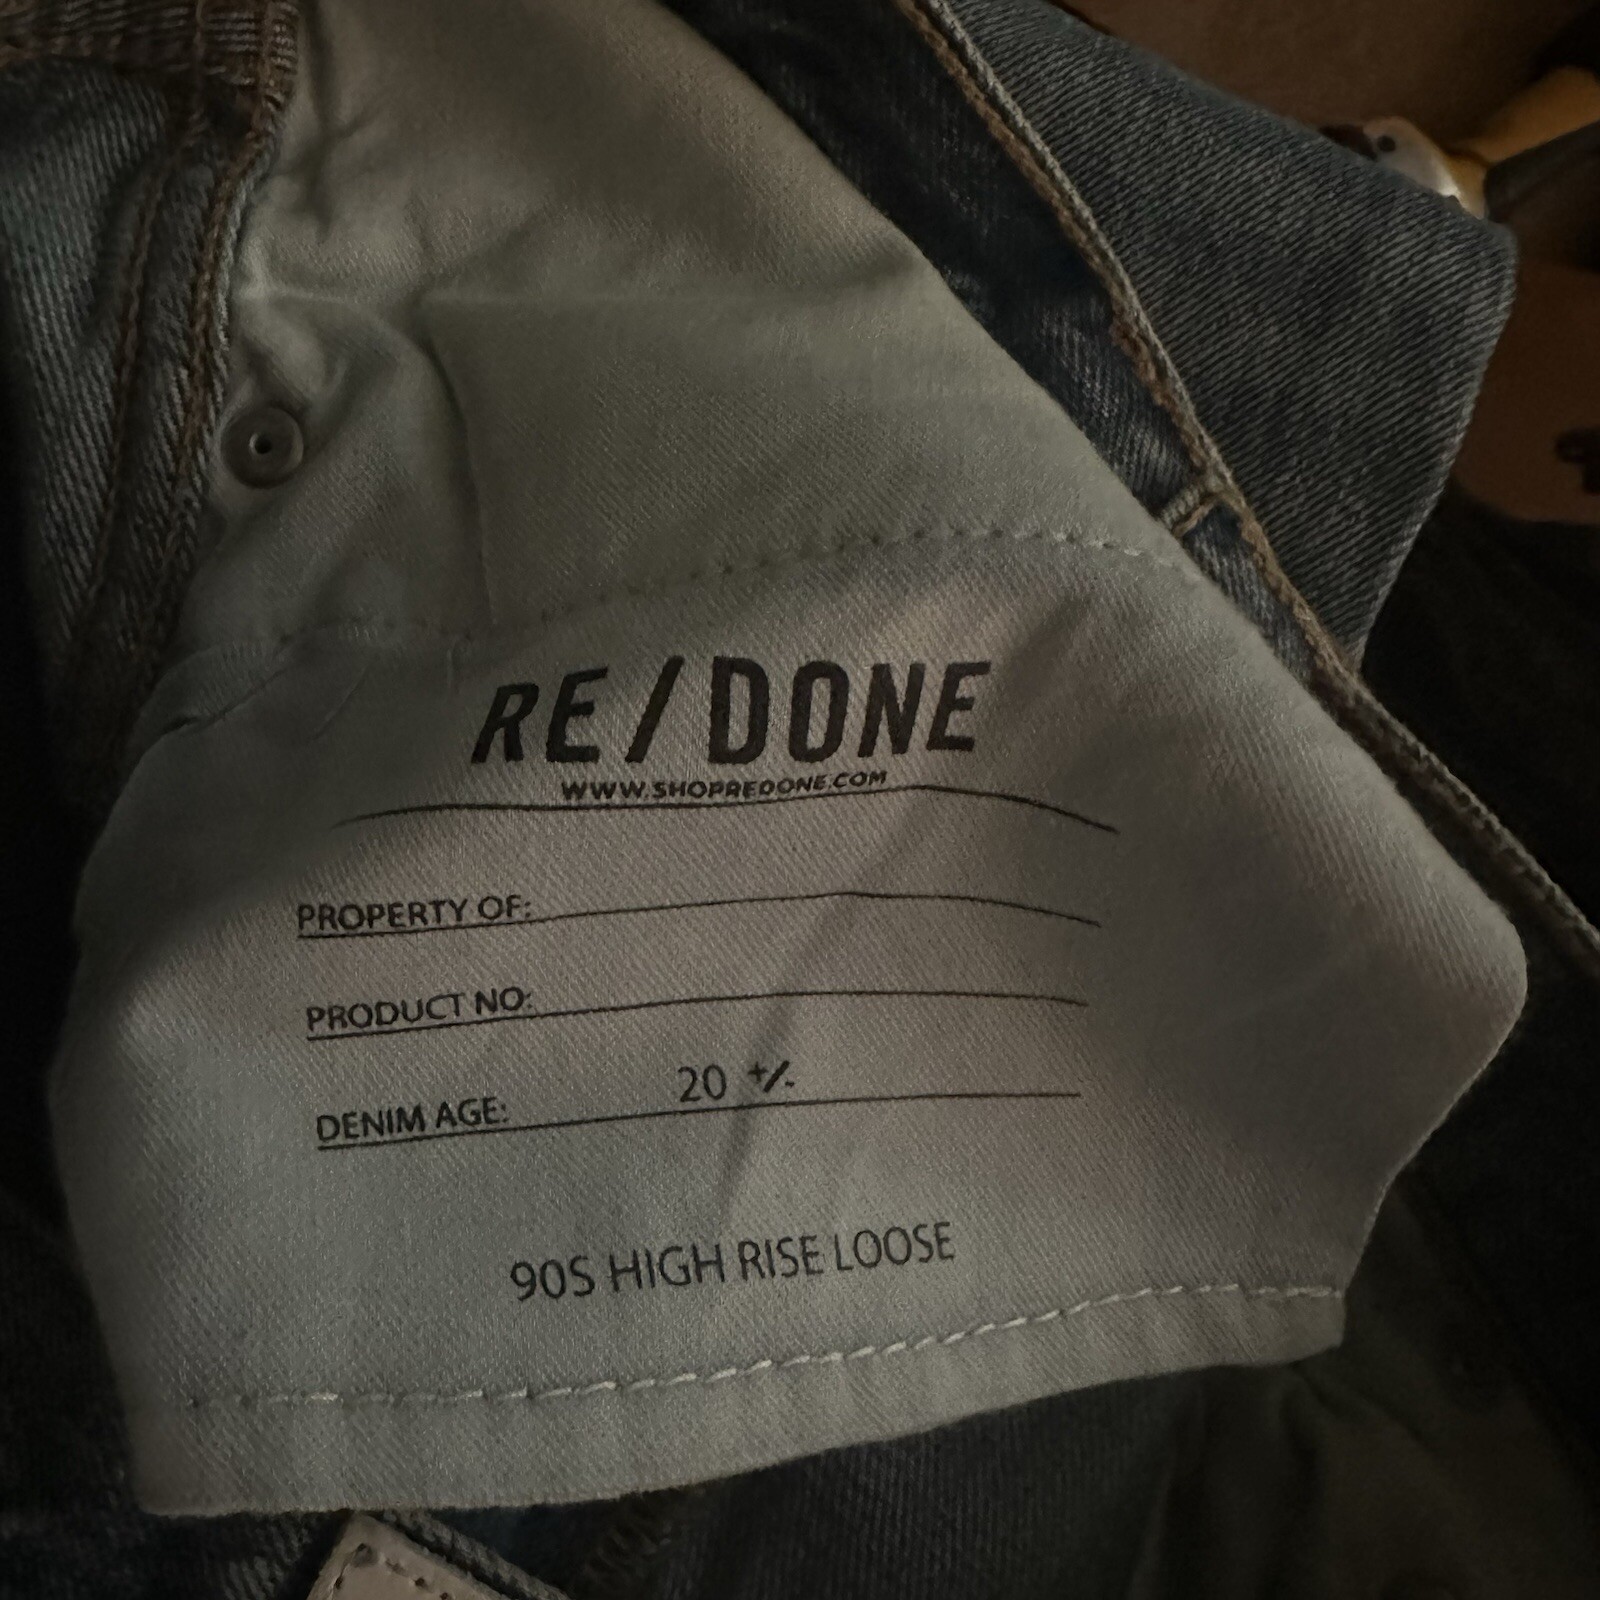 RE/DONE
WWW.SHOPREDONE.COM
PROPERTY OF:
PRODUCT NO:
DENIM AGE: 20 +/-
90S HIGH RISE LOOSE